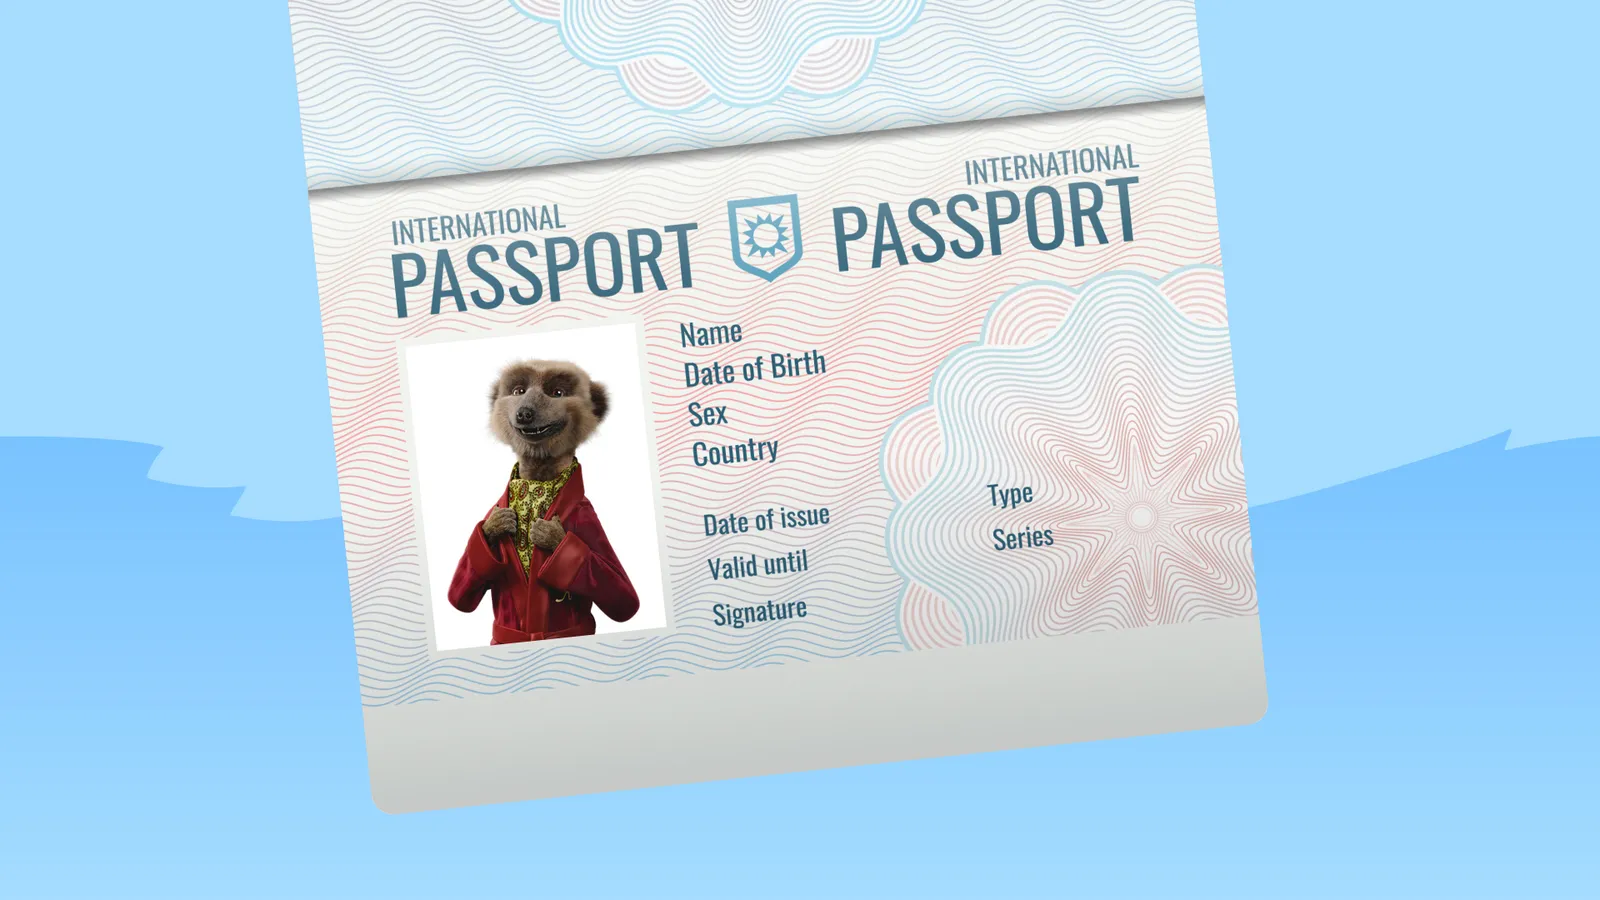 INTERNATIONAL
PASSPORT
INTERNATIONAL
PASSPORT
Name
Date of Birth
Sex
Country
Date of issue
Valid until
Signature
Type
Series